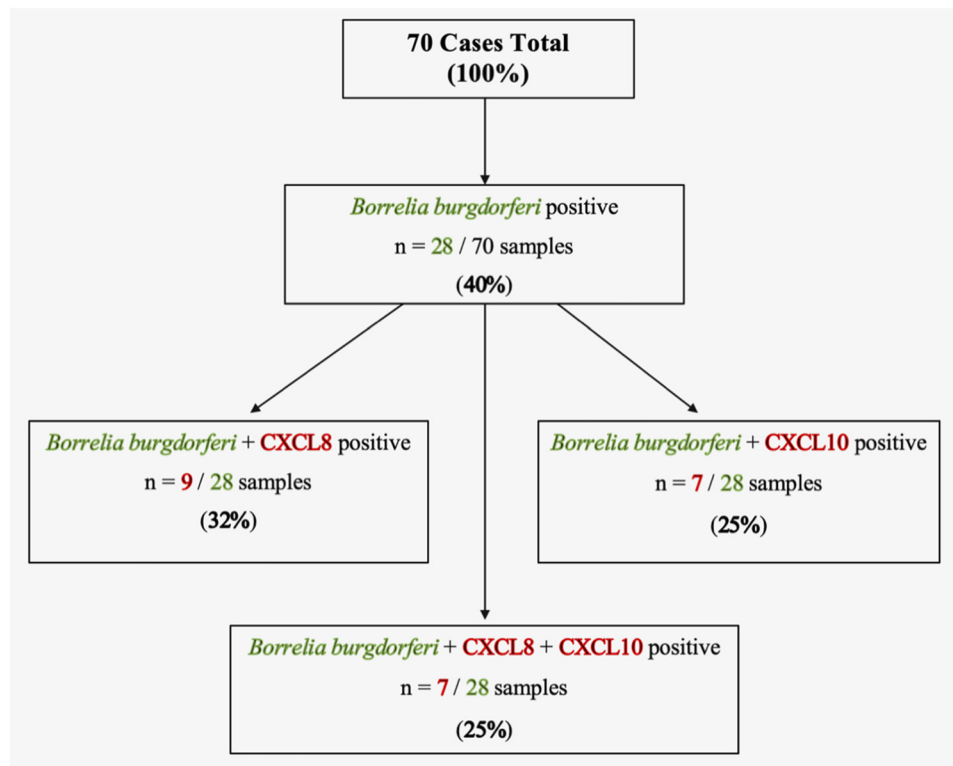 70 Cases Total
(100%)
Borrelia burgdorferi positive
n = 28 / 70 samples
(40%)
Borrelia burgdorferi + CXCL8 positive
n = 9 / 28 samples
(32%)
Borrelia burgdorferi + CXCL10 positive
n = 7 / 28 samples
(25%)
Borrelia burgdorferi + CXCL8 + CXCL10 positive
n = 7 / 28 samples
(25%)